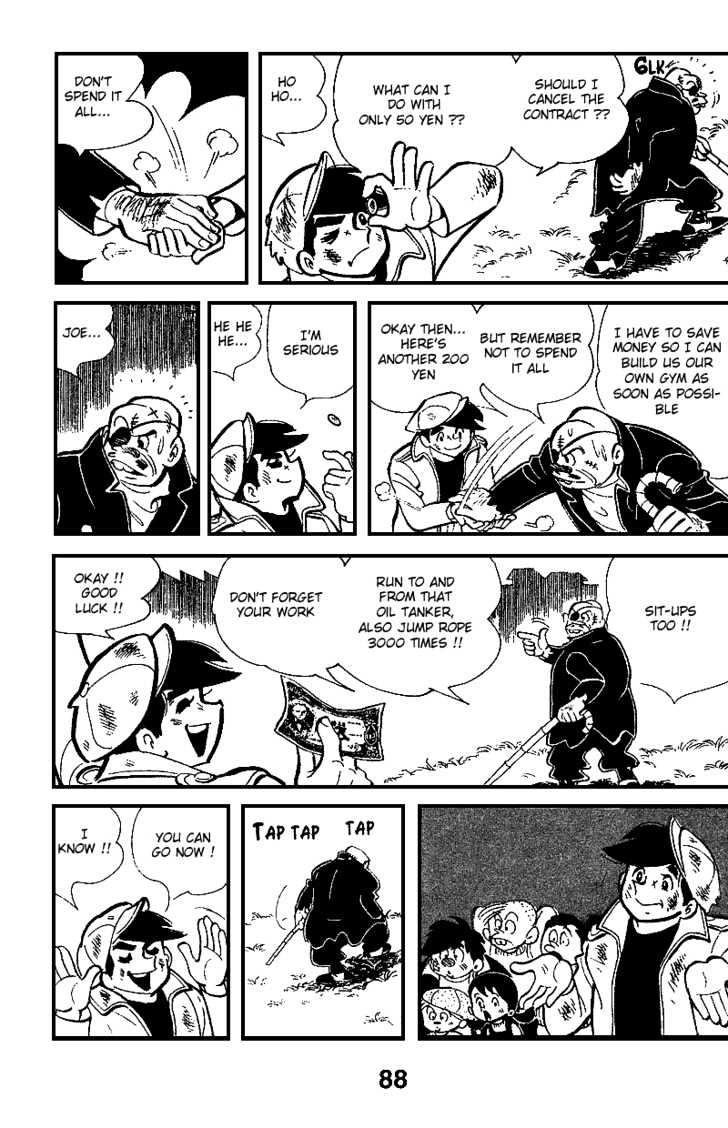 DON'T
SPEND IT
ALL...
HO
HO...
WHAT CAN I
DO WITH
ONLY 50 YEN ??
SHOULD I
CANCEL THE
CONTRACT ??
GLK
JOE...
HE HE
HE...
I'M
SERIOUS
OKAY THEN...
HERE'S
ANOTHER 200
YEN
BUT REMEMBER
NOT TO SPEND
IT ALL
I HAVE TO SAVE
MONEY SO I CAN
BUILD US OUR
OWN GYM AS
SOON AS POSSI-
BLE
OKAY !!
GOOD
LUCK !!
DON'T FORGET
YOUR WORK
RUN TO AND
FROM THAT
OIL TANKER,
ALSO JUMP ROPE
3000 TIMES !!
SIT-UPS
TOO !!
I
KNOW !!
YOU CAN
GO NOW !
TAP TAP TAP
88